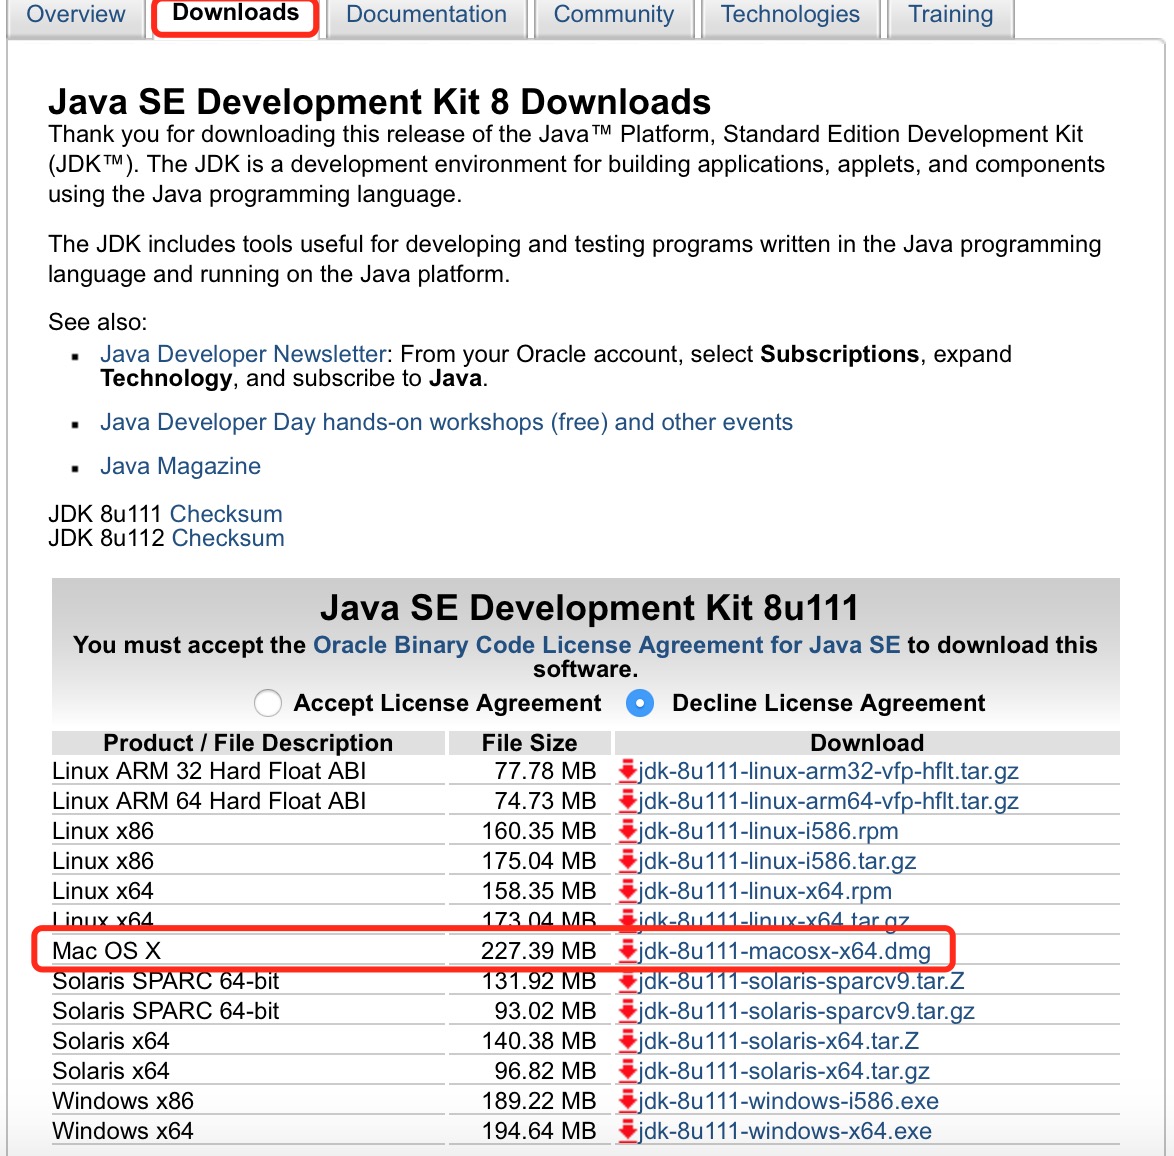 Overview Downloads Documentation Community Technologies Training
Java SE Development Kit 8 Downloads
Thank you for downloading this release of the Java™ Platform, Standard Edition Development Kit
(JDK™). The JDK is a development environment for building applications, applets, and components
using the Java programming language.
The JDK includes tools useful for developing and testing programs written in the Java programming
language and running on the Java platform.
See also:
Java Developer Newsletter: From your Oracle account, select Subscriptions, expand
Technology, and subscribe to Java.
Java Developer Day hands-on workshops (free) and other events
Java Magazine
JDK 8u111 Checksum
JDK 8u112 Checksum
Java SE Development Kit 8u111
You must accept the Oracle Binary Code License Agreement for Java SE to download this
software.
Accept License Agreement Decline License Agreement
Product / File Description File Size Download
Linux ARM 32 Hard Float ABI 77.78 MB jdk-8u111-linux-arm32-vfp-hflt.tar.gz
Linux ARM 64 Hard Float ABI 74.73 MB jdk-8u111-linux-arm64-vfp-hflt.tar.gz
Linux x86 160.35 MB jdk-8u111-linux-i586.rpm
Linux x86 175.04 MB jdk-8u111-linux-i586.tar.gz
Linux x64 158.35 MB jdk-8u111-linux-x64.rpm
Linux x64 173.04 MB jdk-8u111-linux-x64.tar.gz
Mac OS X 227.39 MB jdk-8u111-macosx-x64.dmg
Solaris SPARC 64-bit 131.92 MB jdk-8u111-solaris-sparcv9.tar.Z
Solaris SPARC 64-bit 93.02 MB jdk-8u111-solaris-sparcv9.tar.gz
Solaris x64 140.38 MB jdk-8u111-solaris-x64.tar.Z
Solaris x64 96.82 MB jdk-8u111-solaris-x64.tar.gz
Windows x86 189.22 MB jdk-8u111-windows-i586.exe
Windows x64 194.64 MB jdk-8u111-windows-x64.exe